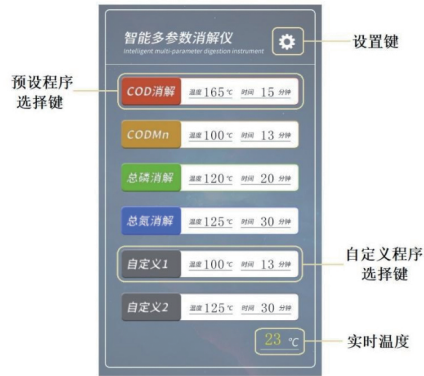 智能多参数消解仪
Intelligent multi-parameter digestion instrument
设置键
预设程序
选择键
COD消解 温度 165 ℃ 时间 15 分钟
CODMn 温度 100 ℃ 时间 13 分钟
总磷消解 温度 120 ℃ 时间 20 分钟
总氮消解 温度 125 ℃ 时间 30 分钟
自定义1 温度 100 ℃ 时间 13 分钟
自定义程序
选择键
自定义2 温度 125 ℃ 时间 30 分钟
23 ℃
实时温度